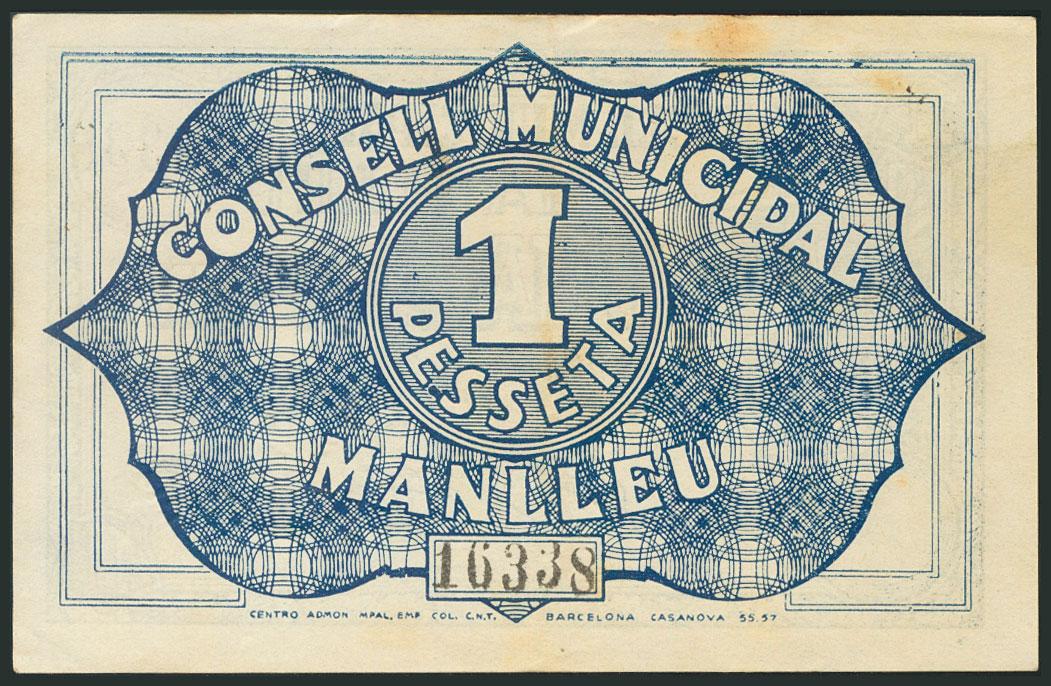 CONSELL MUNICIPAL
1
PESSETA
MANLLEU
16338
CENTRO ADMON MPAL. EMP COL. C.N.T. BARCELONA CASANOVA 55.57